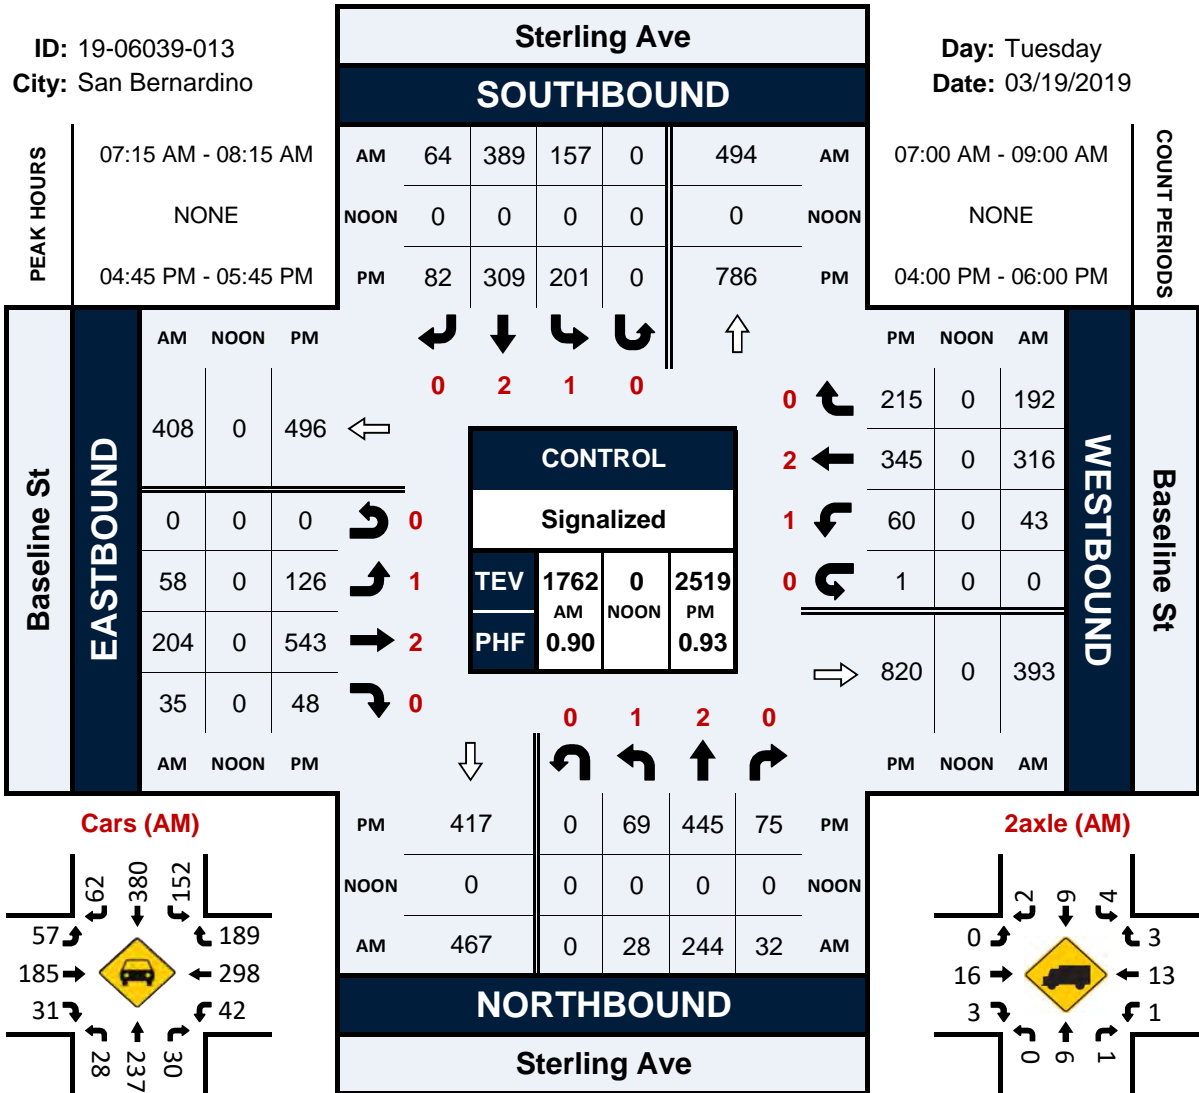 Sterling Ave
ID: 19-06039-013
City: San Bernardino
Day: Tuesday
Date: 03/19/2019
SOUTHBOUND
PEAK HOURS
07:15 AM - 08:15 AM
NONE
04:45 PM - 05:45 PM
AM 64 389 157 0 494 AM
NOON 0 0 0 0 0 NOON
PM 82 309 201 0 786 PM
07:00 AM - 09:00 AM
NONE
04:00 PM - 06:00 PM
COUNT PERIODS
0 2 1 0
Baseline St
EASTBOUND
AM NOON PM
408 0 496
0 0 0 0
58 0 126 1
204 0 543 2
35 0 48 0
AM NOON PM
CONTROL
Signalized
TEV 1762 0 2519
AM NOON PM
PHF 0.90 0.93
PM NOON AM
0 215 0 192
2 345 0 316
1 60 0 43
0 1 0 0
820 0 393
PM NOON AM
WESTBOUND
Baseline St
0 1 2 0
PM 417 0 69 445 75 PM
NOON 0 0 0 0 0 NOON
AM 467 0 28 244 32 AM
NORTHBOUND
Sterling Ave
Cars (AM)
62 380 152
57 189
185 298
31 42
28 237 30
2axle (AM)
2 9 4
0 3
16 13
3 1
0 6 1